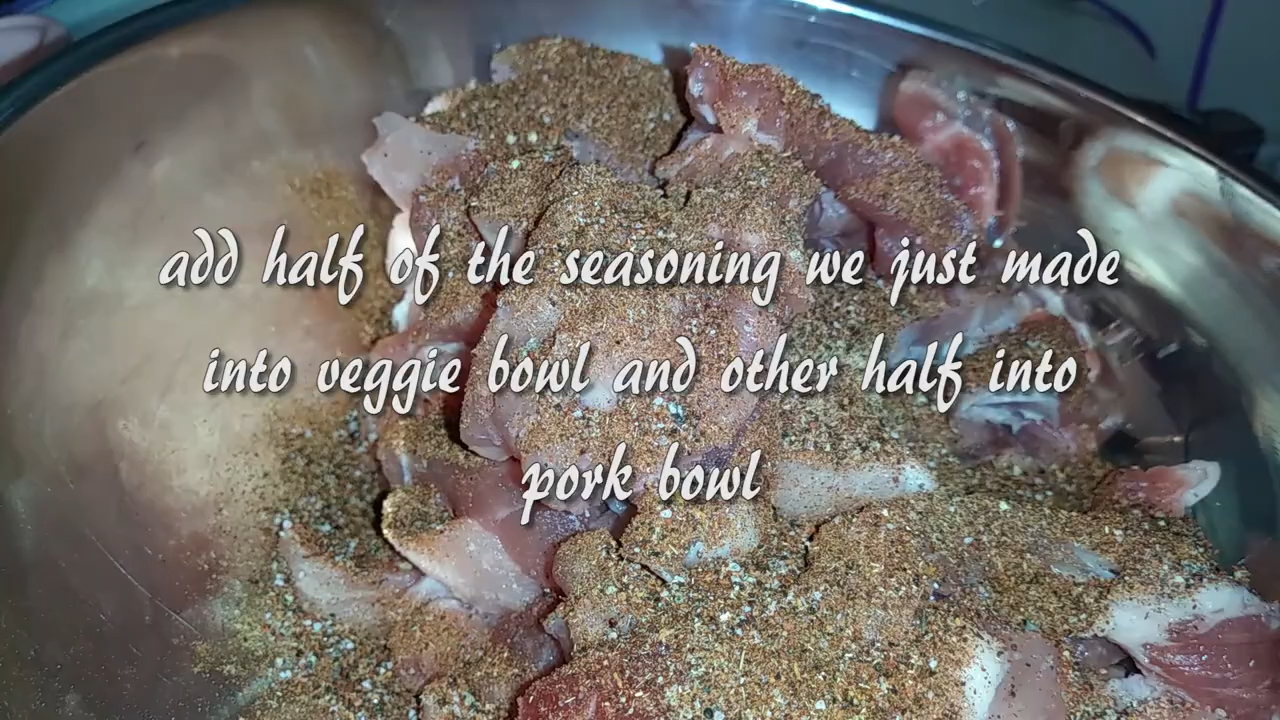 add half of the seasoning we just made
into veggie bowl and other half into
pork bowl